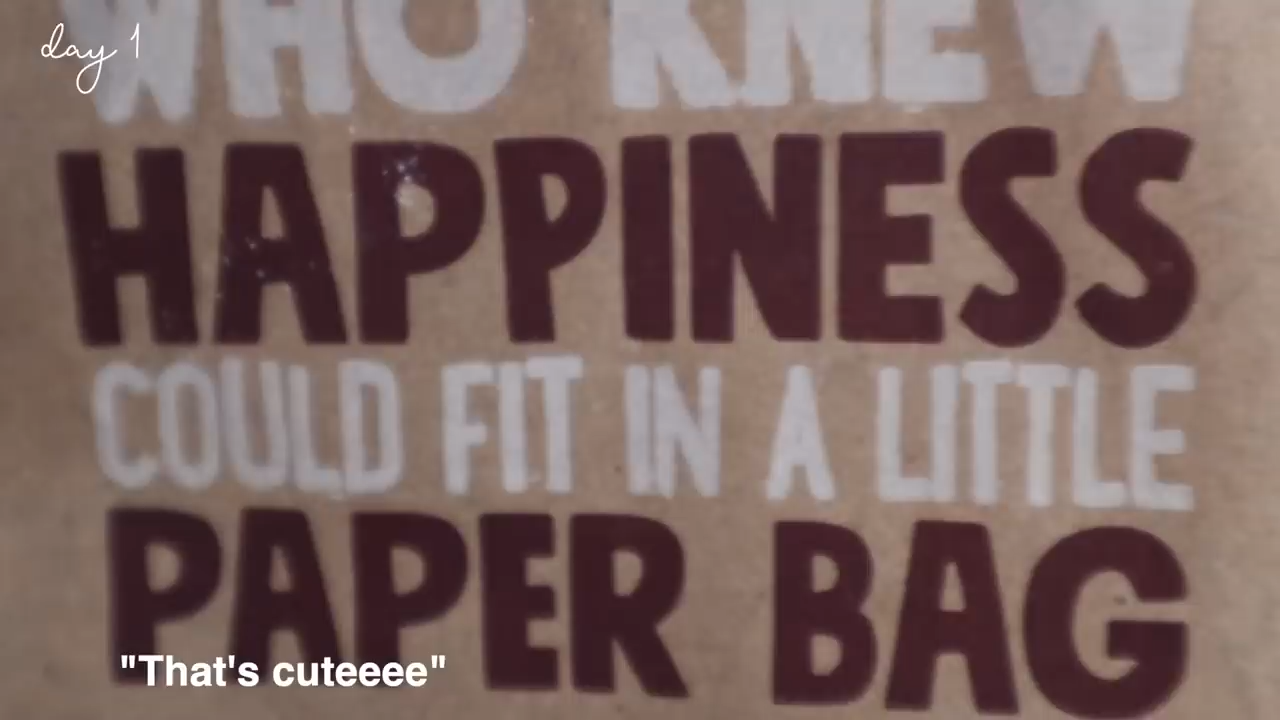 day 1
WHO KNEW
HAPPINESS
COULD FIT IN A LITTLE
PAPER BAG
"That's cuteeee"